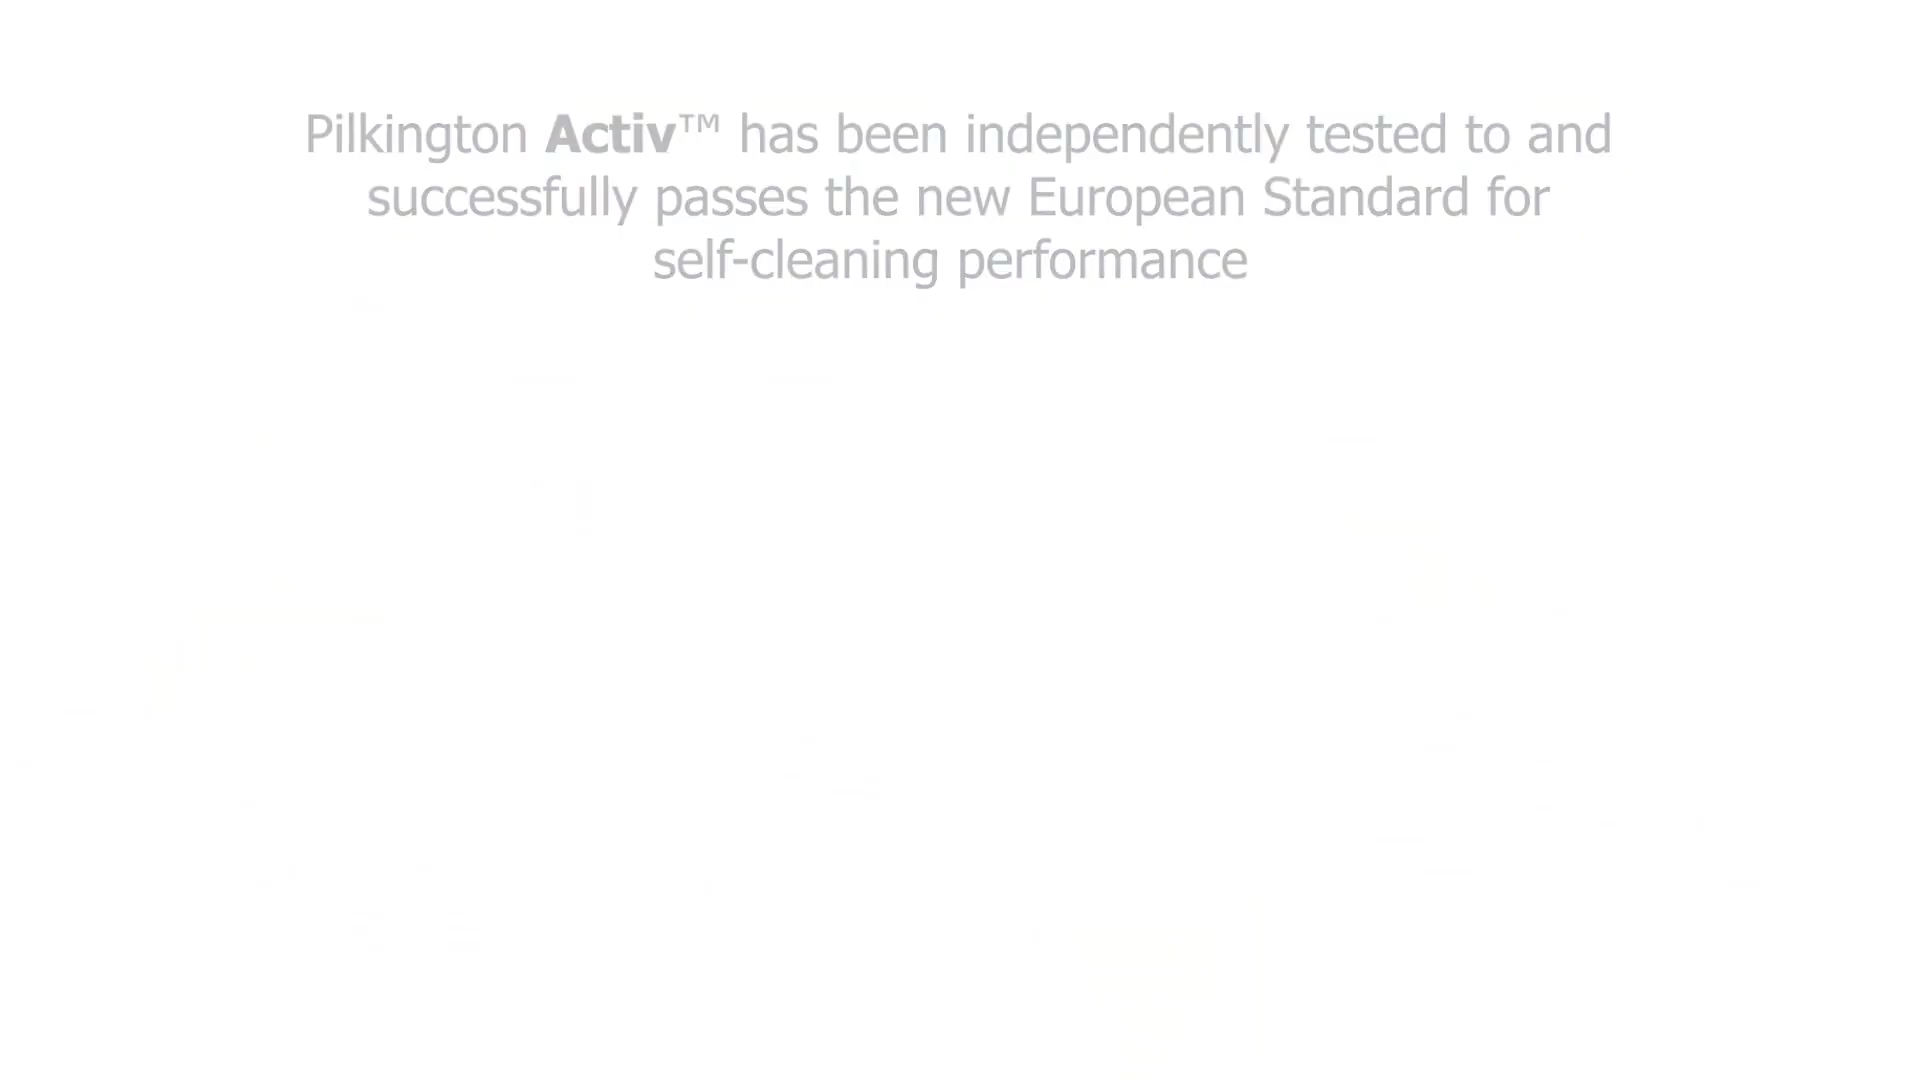 Pilkington Activ™ has been independently tested to and
successfully passes the new European Standard for
self-cleaning performance